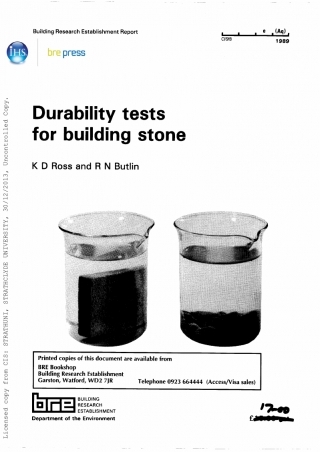 Building Research Establishment Report
e (Aq)
CI/SfB
1989
IHS
brepress
Durability tests
for building stone
K D Ross and R N Butlin
Licensed copy from CIS: STRATHUNI, STRATHCLYDE UNIVERSITY, 30/12/2013, Uncontrolled Copy.
Printed copies of this document are available from
BRE Bookshop
Building Research Establishment
Garston, Watford, WD2 7JR Telephone 0923 664444 (Access/Visa sales)
bre
BUILDING
RESEARCH
ESTABLISHMENT
Department of the Environment
17-00